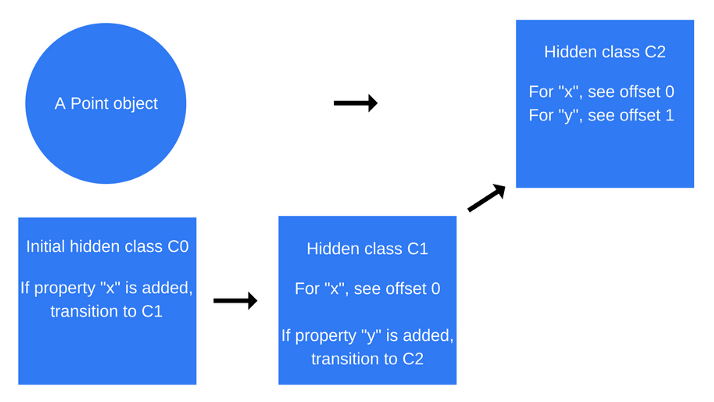 A Point object
Hidden class C2
For "x", see offset 0
For "y", see offset 1
Initial hidden class C0
If property "x" is added,
transition to C1
Hidden class C1
For "x", see offset 0
If property "y" is added,
transition to C2